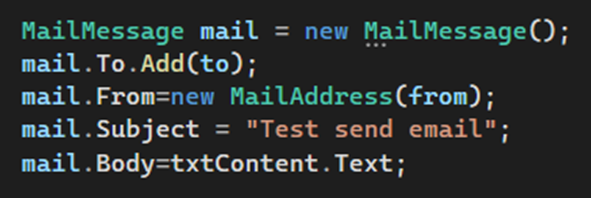 MailMessage mail = new MailMessage();
mail.To.Add(to);
mail.From=new MailAddress(from);
mail.Subject = "Test send email";
mail.Body=txtContent.Text;